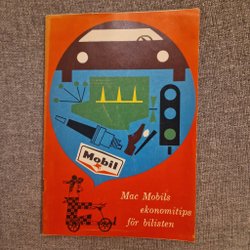 Mobil
Mac Mobils
ekonomitips
för bilisten